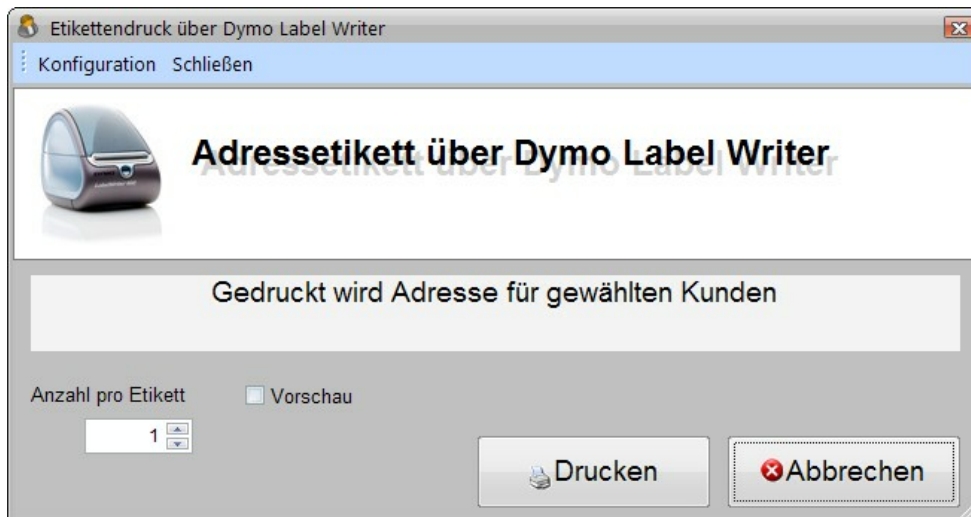 Etikettendruck über Dymo Label Writer
Konfiguration Schließen
Adressetikett über Dymo Label Writer
Gedruckt wird Adresse für gewählten Kunden
Anzahl pro Etikett
Vorschau
1
Drucken
Abbrechen